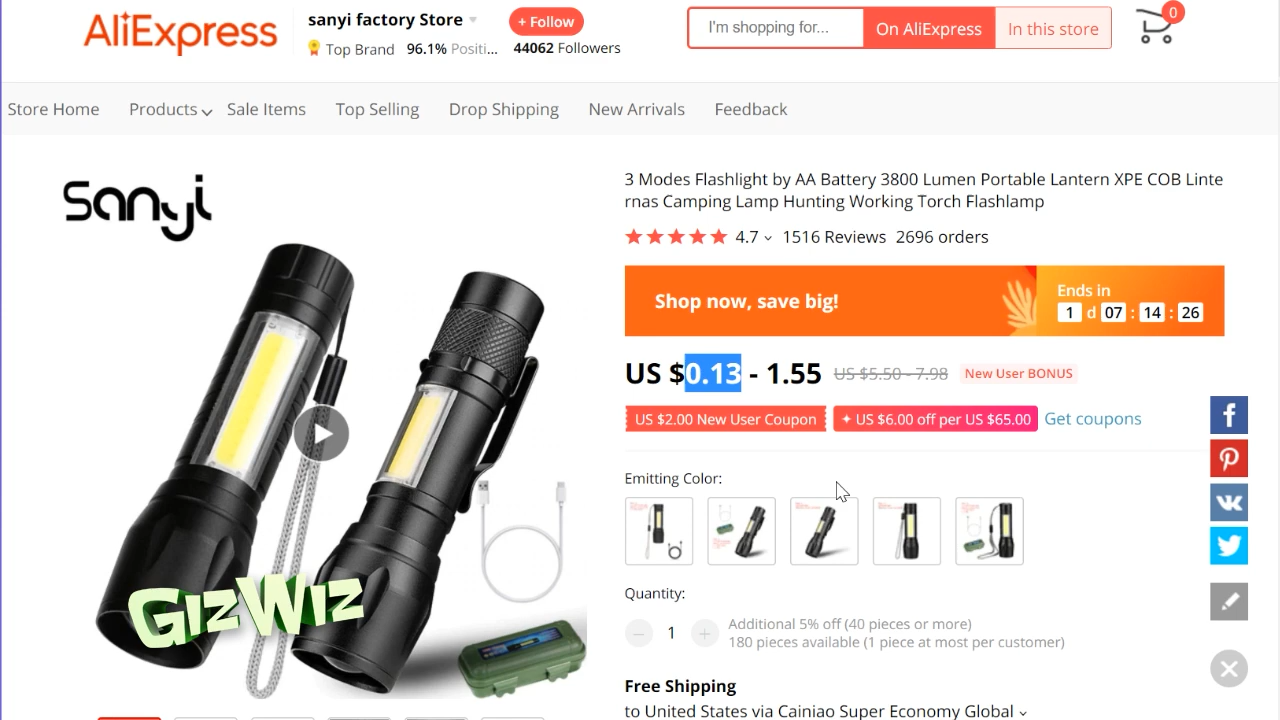 AliExpress
sanyi factory Store
+ Follow
Top Brand 96.1% Positi... 44062 Followers
I'm shopping for...
On AliExpress
In this store
0
Store Home Products Sale Items Top Selling Drop Shipping New Arrivals Feedback
sanyi
GizWiz
3 Modes Flashlight by AA Battery 3800 Lumen Portable Lantern XPE COB Linte
rnas Camping Lamp Hunting Working Torch Flashlamp
4.7 1516 Reviews 2696 orders
Shop now, save big!
Ends in
1 d 07 : 14 : 26
US $0.13 - 1.55 US $5.50 - 7.98 New User BONUS
US $2.00 New User Coupon + US $6.00 off per US $65.00 Get coupons
Emitting Color:
Quantity:
1
Additional 5% off (40 pieces or more)
180 pieces available (1 piece at most per customer)
Free Shipping
to United States via Cainiao Super Economy Global